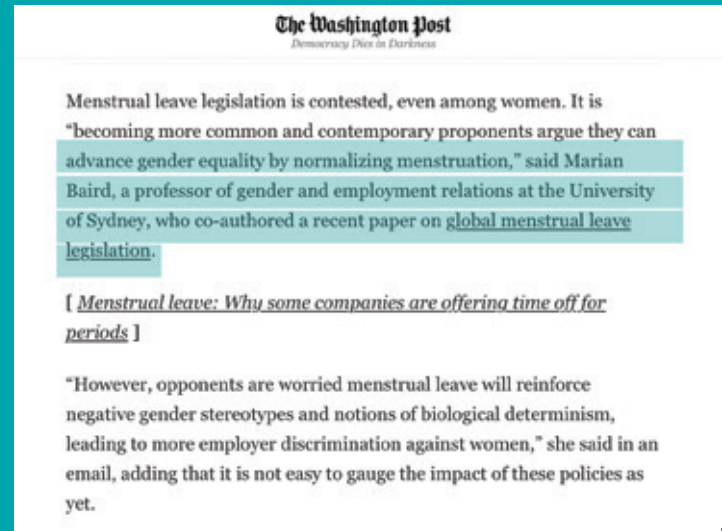 The Washington Post
Democracy Dies in Darkness
Menstrual leave legislation is contested, even among women. It is
“becoming more common and contemporary proponents argue they can
advance gender equality by normalizing menstruation,” said Marian
Baird, a professor of gender and employment relations at the University
of Sydney, who co-authored a recent paper on global menstrual leave
legislation.
[ Menstrual leave: Why some companies are offering time off for
periods ]
“However, opponents are worried menstrual leave will reinforce
negative gender stereotypes and notions of biological determinism,
leading to more employer discrimination against women,” she said in an
email, adding that it is not easy to gauge the impact of these policies as
yet.